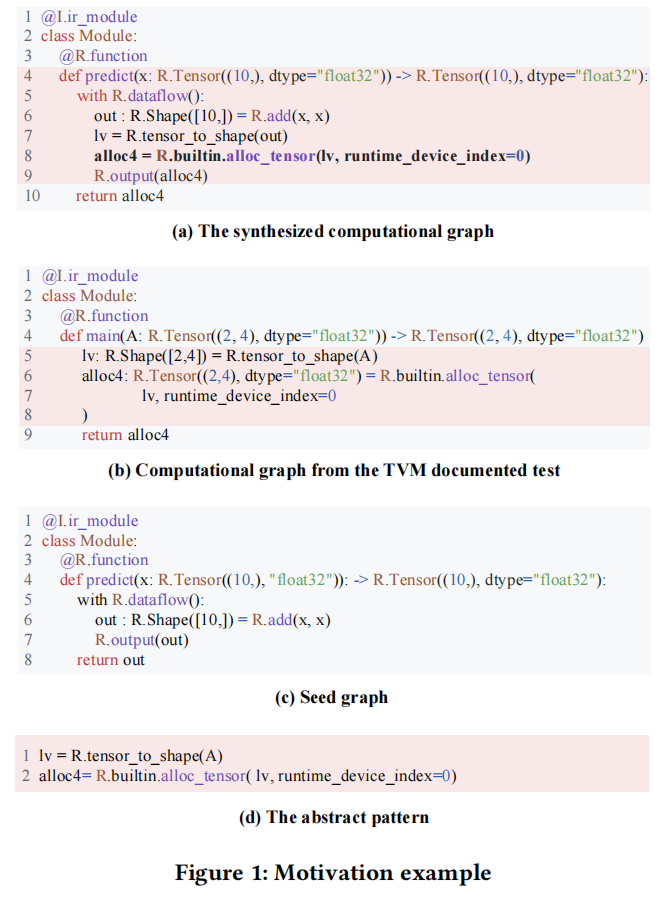 1 @I.ir_module
2 class Module:
3 @R.function
4 def predict(x: R.Tensor((10,), dtype="float32")) -> R.Tensor((10,), dtype="float32"):
5 with R.dataflow():
6 out : R.Shape([10,]) = R.add(x, x)
7 lv = R.tensor_to_shape(out)
8 alloc4 = R.builtin.alloc_tensor(lv, runtime_device_index=0)
9 R.output(alloc4)
10 return alloc4
(a) The synthesized computational graph
1 @I.ir_module
2 class Module:
3 @R.function
4 def main(A: R.Tensor((2, 4), dtype="float32")) -> R.Tensor((2, 4), dtype="float32")
5 lv: R.Shape([2,4]) = R.tensor_to_shape(A)
6 alloc4: R.Tensor((2,4), dtype="float32") = R.builtin.alloc_tensor(
7 lv, runtime_device_index=0
8 )
9 return alloc4
(b) Computational graph from the TVM documented test
1 @I.ir_module
2 class Module:
3 @R.function
4 def predict(x: R.Tensor((10,), "float32")): -> R.Tensor((10,), dtype="float32"):
5 with R.dataflow():
6 out : R.Shape([10,]) = R.add(x, x)
7 R.output(out)
8 return out
(c) Seed graph
1 lv = R.tensor_to_shape(A)
2 alloc4= R.builtin.alloc_tensor( lv, runtime_device_index=0)
(d) The abstract pattern
Figure 1: Motivation example